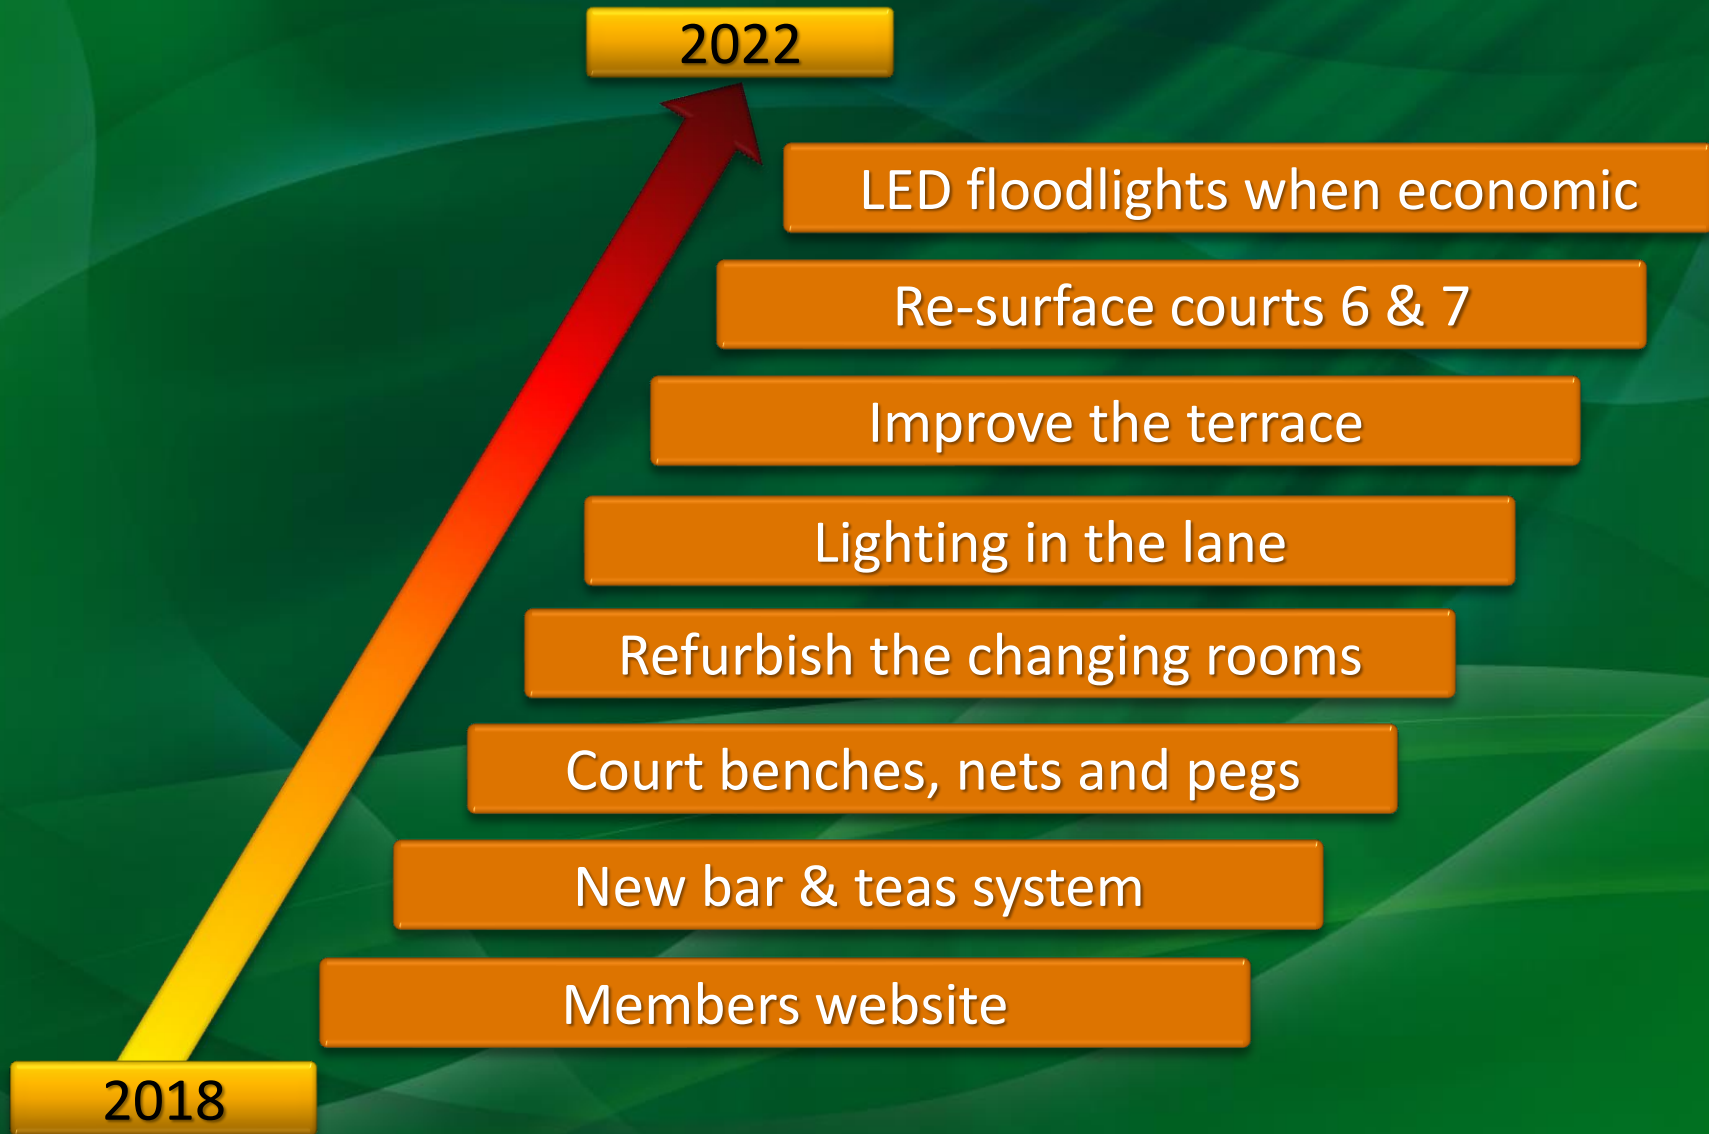 2022
LED floodlights when economic
Re-surface courts 6 & 7
Improve the terrace
Lighting in the lane
Refurbish the changing rooms
Court benches, nets and pegs
New bar & teas system
Members website
2018